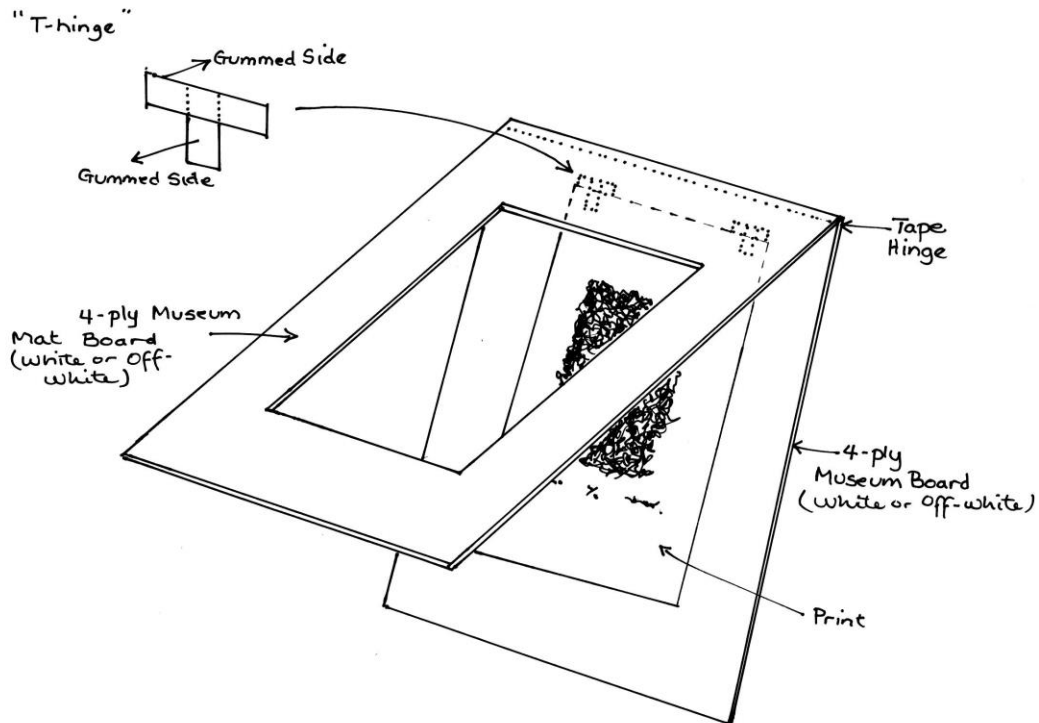 "T-hinge"
Gummed Side
Gummed Side
Tape
Hinge
4-ply Museum
Mat Board
(White or Off-
white)
4-ply
Museum Board
(White or Off-white)
Print